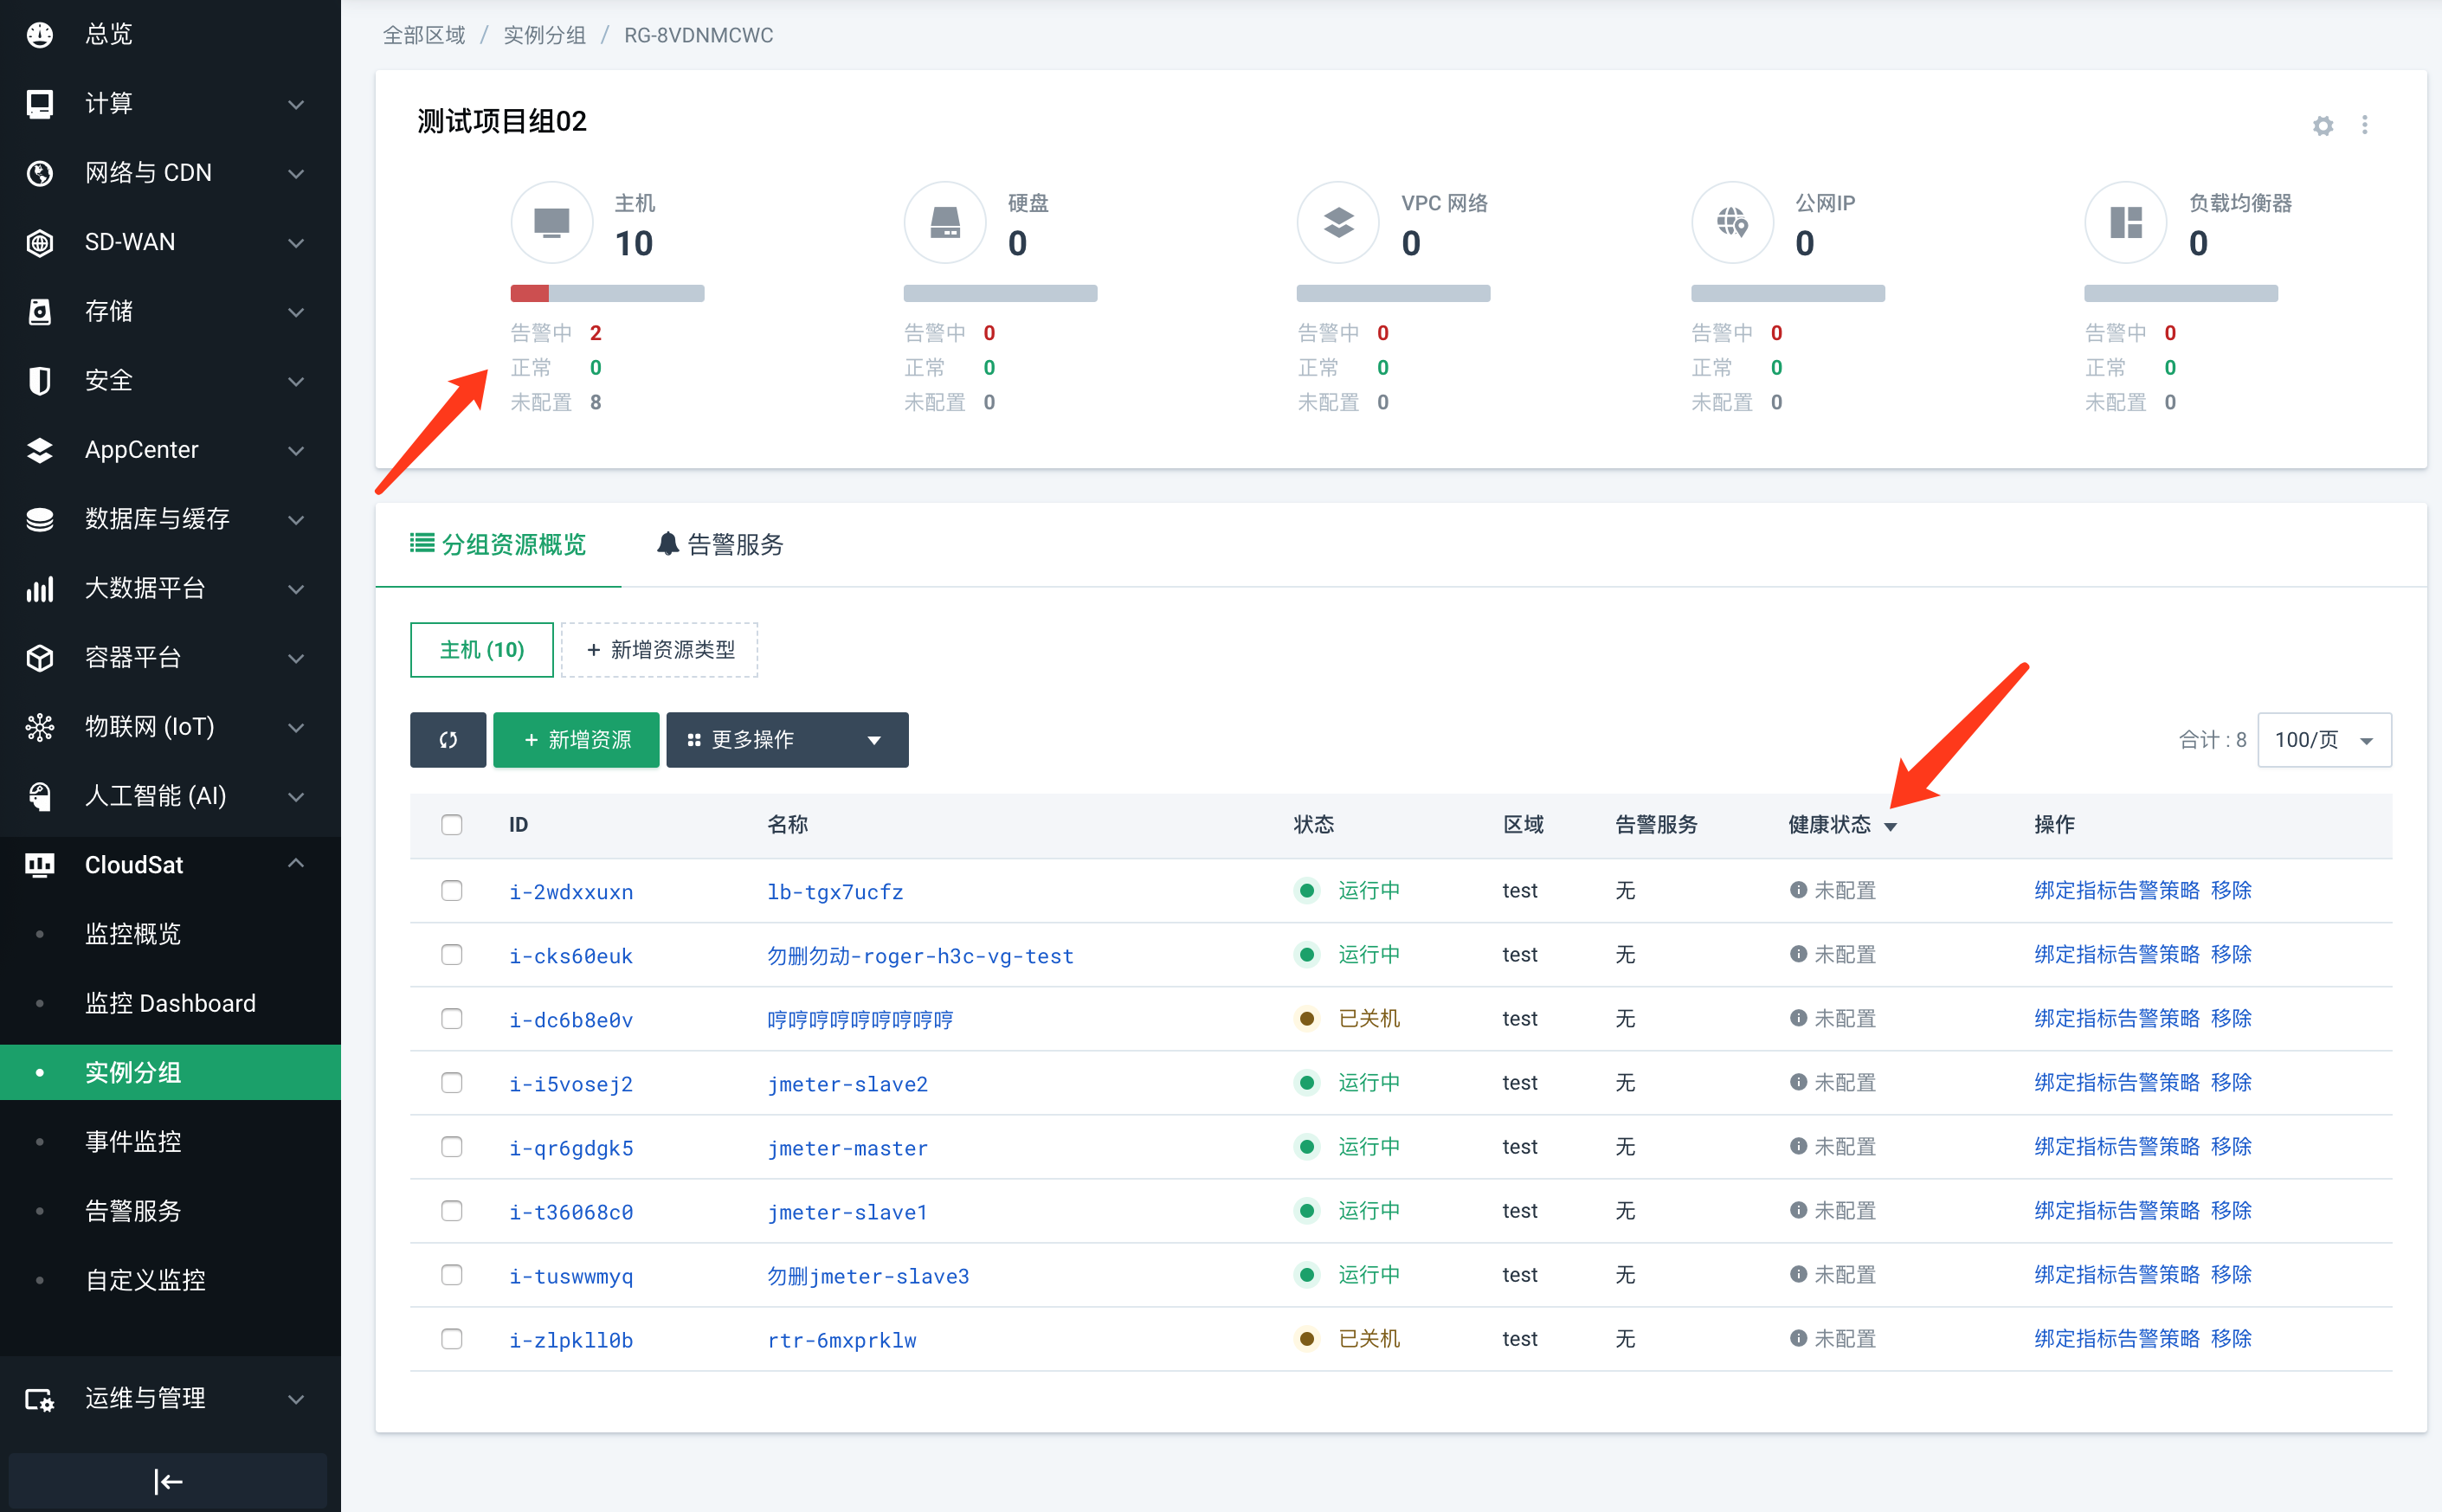 总览
计算
网络与 CDN
SD-WAN
存储
安全
AppCenter
数据库与缓存
大数据平台
容器平台
物联网 (IoT)
人工智能 (AI)
CloudSat
监控概览
监控 Dashboard
实例分组
事件监控
告警服务
自定义监控
运维与管理
全部区域 / 实例分组 / RG-8VDNMCWC
测试项目组02
主机
10
告警中 2
正常 0
未配置 8
硬盘
0
告警中 0
正常 0
未配置 0
VPC 网络
0
告警中 0
正常 0
未配置 0
公网IP
0
告警中 0
正常 0
未配置 0
负载均衡器
0
告警中 0
正常 0
未配置 0
分组资源概览 告警服务
主机 (10) + 新增资源类型
+ 新增资源 更多操作 合计 : 8 100/页
ID 名称 状态 区域 告警服务 健康状态 操作
i-2wdxxuxn lb-tgx7ucfz 运行中 test 无 未配置 绑定指标告警策略 移除
i-cks60euk 勿删勿动-roger-h3c-vg-test 运行中 test 无 未配置 绑定指标告警策略 移除
i-dc6b8e0v 哼哼哼哼哼哼哼哼哼 已关机 test 无 未配置 绑定指标告警策略 移除
i-i5vosej2 jmeter-slave2 运行中 test 无 未配置 绑定指标告警策略 移除
i-qr6gdgk5 jmeter-master 运行中 test 无 未配置 绑定指标告警策略 移除
i-t36068c0 jmeter-slave1 运行中 test 无 未配置 绑定指标告警策略 移除
i-tuswwmyq 勿删jmeter-slave3 运行中 test 无 未配置 绑定指标告警策略 移除
i-zlpkll0b rtr-6mxprklw 已关机 test 无 未配置 绑定指标告警策略 移除